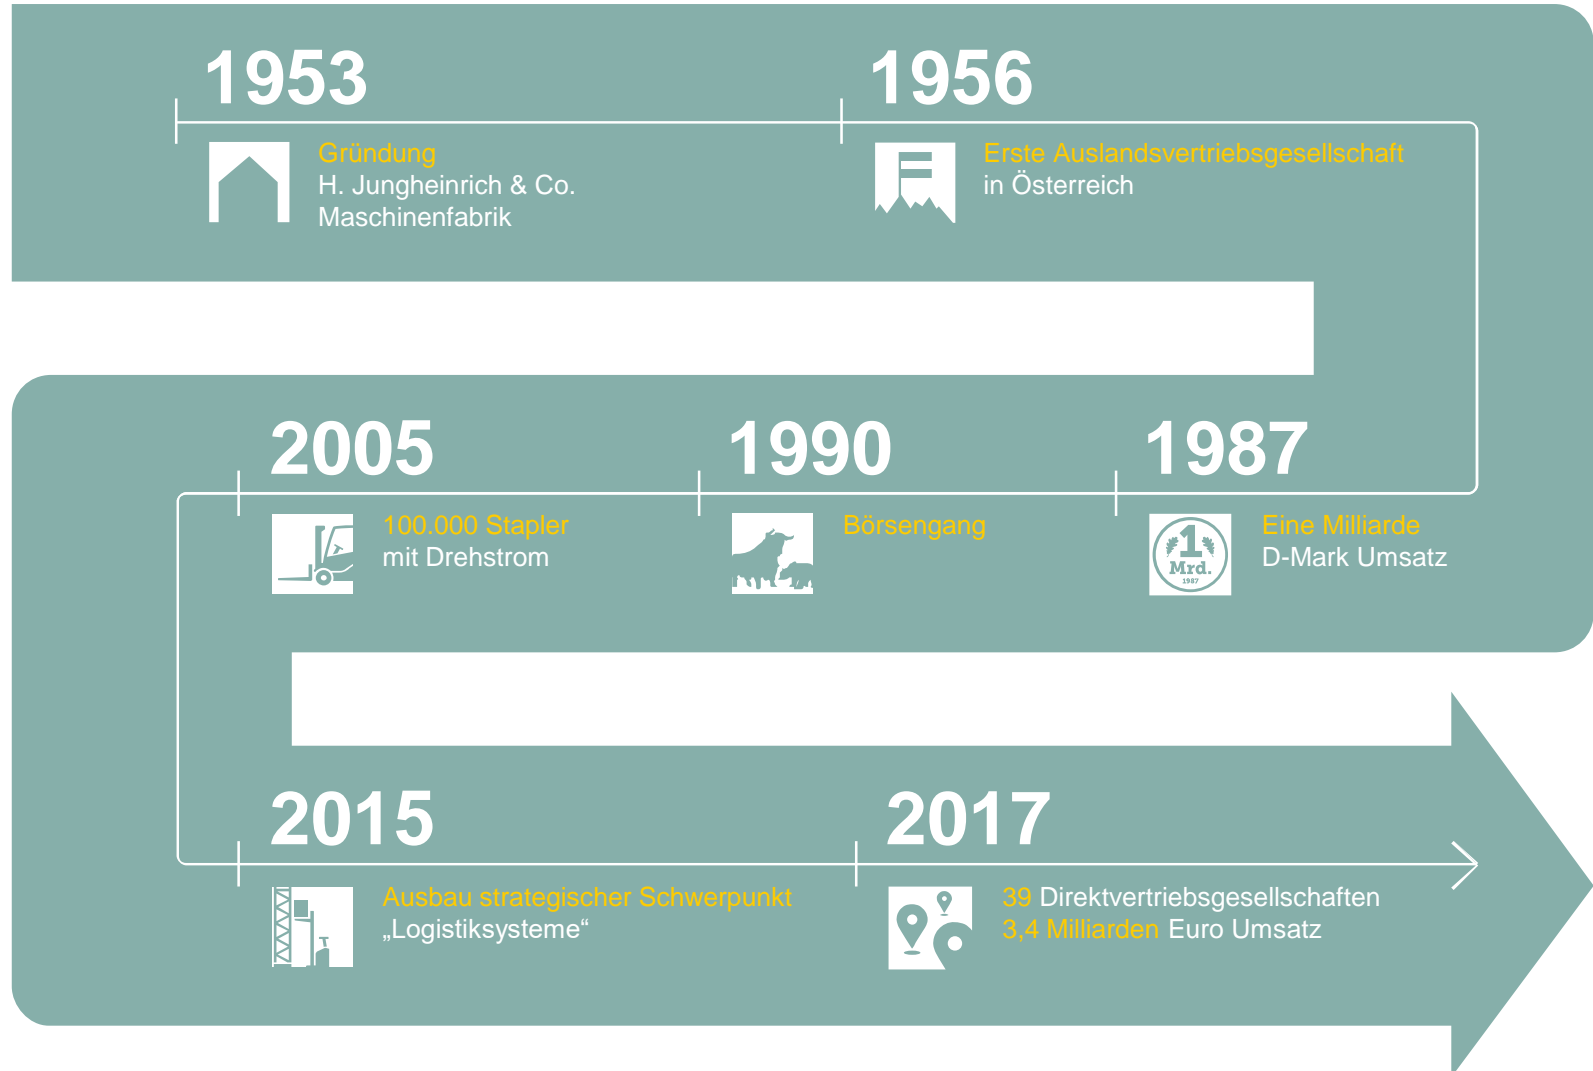 1953
Gründung
H. Jungheinrich & Co.
Maschinenfabrik
1956
Erste Auslandsvertriebsgesellschaft
in Österreich
1987
1
Mrd.
1987
Eine Milliarde
D-Mark Umsatz
1990
Börsengang
2005
100.000 Stapler
mit Drehstrom
2015
Ausbau strategischer Schwerpunkt
„Logistiksysteme“
2017
39 Direktvertriebsgesellschaften
3,4 Milliarden Euro Umsatz